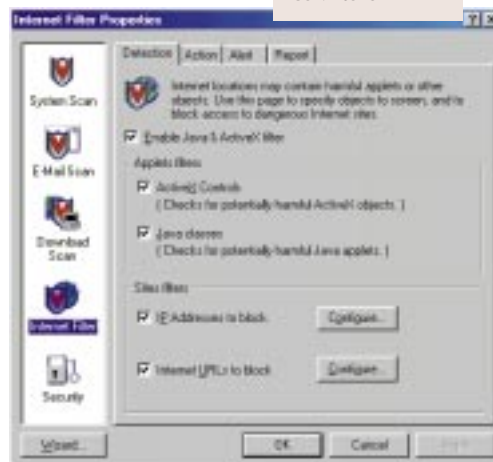 Internet Filter Properties
Detection Action Alert Report
System Scan
E-Mail Scan
Download Scan
Internet Filter
Security
Internet locations may contain harmful applets or other
objects. Use this page to specify objects to screen, and to
block access to dangerous Internet sites.
Enable Java & ActiveX filter
Applets filters
ActiveX Controls
( Checks for potentially harmful ActiveX objects. )
Java classes
( Checks for potentially harmful Java applets. )
Sites filters
IP Addresses to block
Configure...
Internet URLs to block
Configure...
Wizard...
OK
Cancel